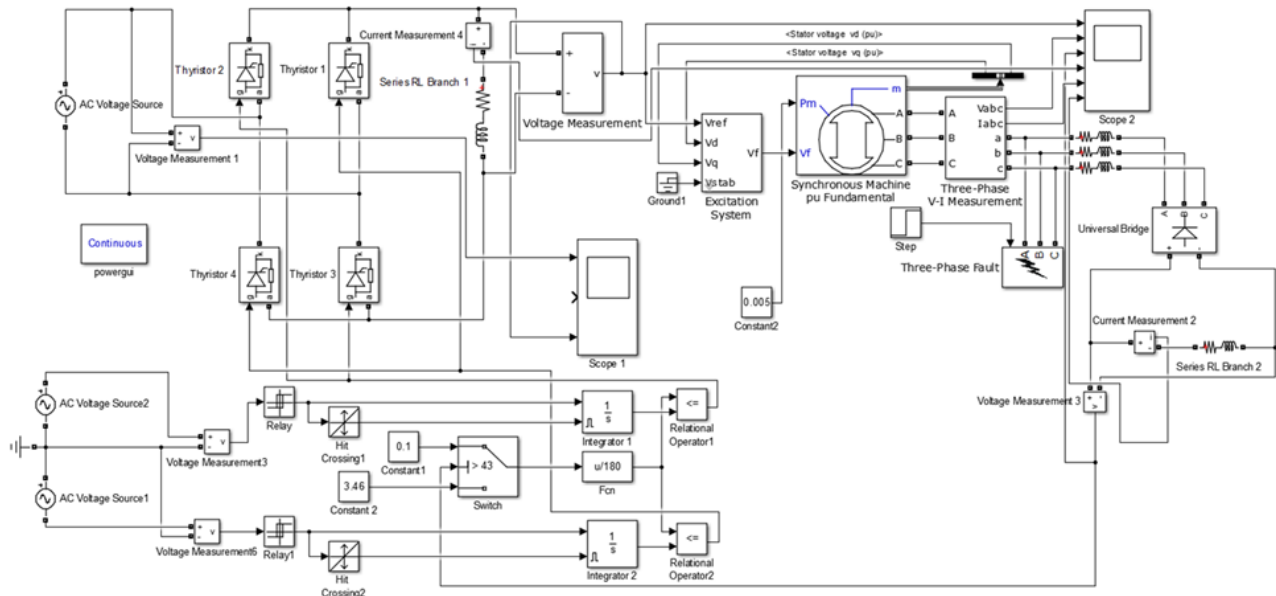 Thyristor 2
Thyristor 1
Current Measurement 4
AC Voltage Source
Voltage Measurement 1
Series RL Branch 1
Voltage Measurement
v
+
-
<Stator voltage vd (pu)>
<Stator voltage vq (pu)>
Scope 2
Vref
Vd
Vq
Vstab
Vf
Excitation
System
Ground1
Pm
Vf
m
A
B
C
Synchronous Machine
pu Fundamental
A
B
C
Vabc
Iabc
a
b
c
Three-Phase
V-I Measurement
Step
A
B
C
Three-Phase Fault
Universal Bridge
A
B
C
+
-
Continuous
powergui
Thyristor 4
Thyristor 3
Scope 1
0.005
Constant2
Current Measurement 2
Series RL Branch 2
Voltage Measurement 3
AC Voltage Source2
Voltage Measurement3
AC Voltage Source1
Voltage Measurement6
Relay
Hit
Crossing1
0.1
Constant1
3.46
Constant 2
> 43
Switch
1
s
Integrator 1
u/180
Fcn
<=
Relational
Operator1
Relay1
Hit
Crossing2
1
s
Integrator 2
<=
Relational
Operator2